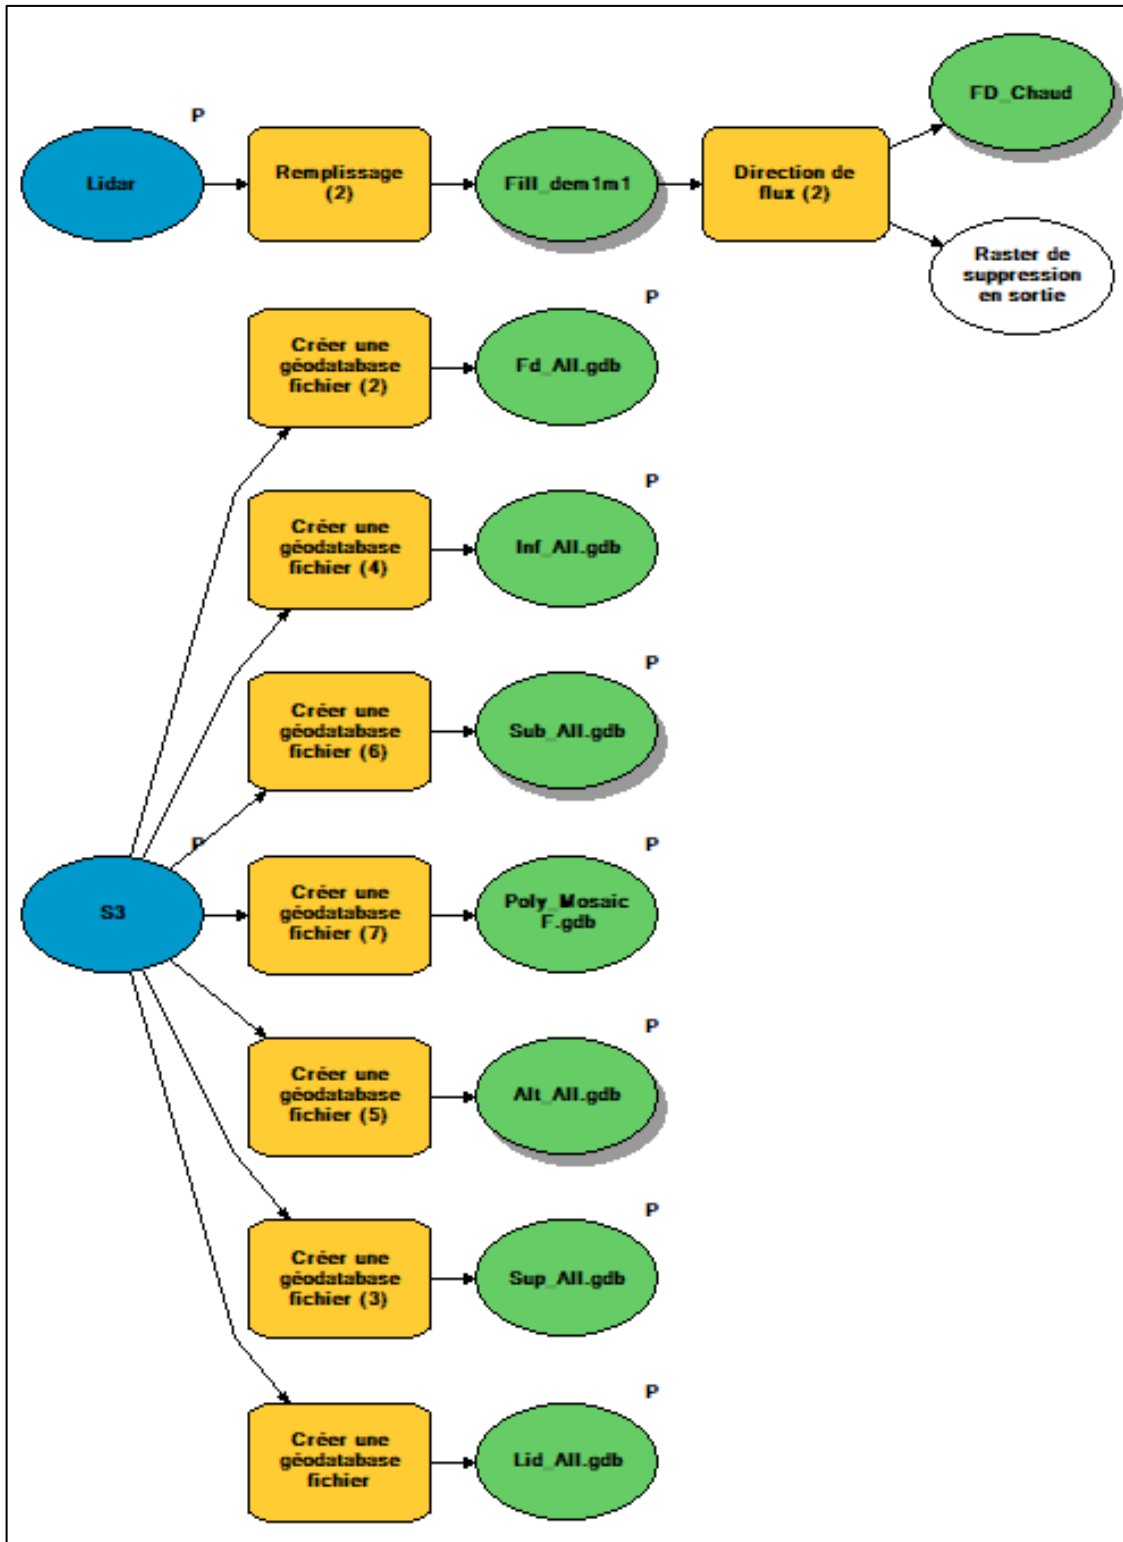 FD_Chaud
P
Lidar
Remplissage
(2)
Fill_dem1m1
Direction de
flux (2)
Raster de
suppression
en sortie
P
Créer une
géodatabase
fichier (2)
Fd_All.gdb
P
Créer une
géodatabase
fichier (4)
Inf_All.gdb
P
Créer une
géodatabase
fichier (6)
Sub_All.gdb
P
P
S3
Créer une
géodatabase
fichier (7)
Poly_Mosaic
F.gdb
P
Créer une
géodatabase
fichier (5)
Alt_All.gdb
P
Créer une
géodatabase
fichier (3)
Sup_All.gdb
P
Créer une
géodatabase
fichier
Lid_All.gdb